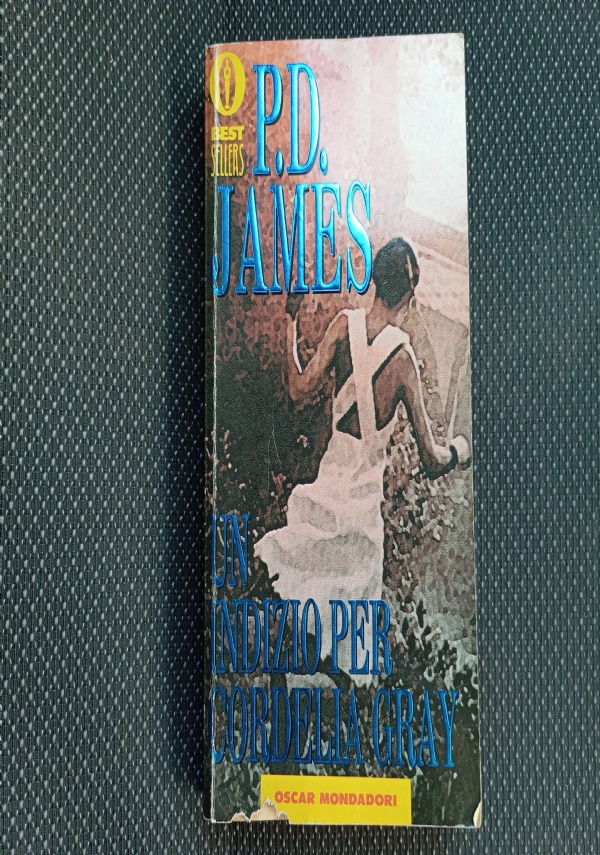 BEST
SELLERS
P.D.
JAMES
UN
INDIZIO PER
CORDELIA GRAY
OSCAR MONDADORI